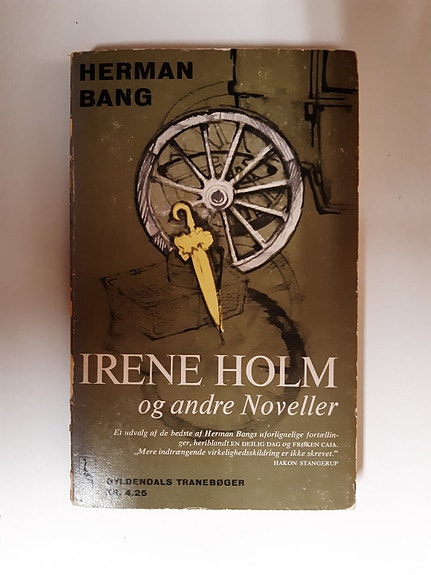 HERMAN
BANG
IRENE HOLM
og andre Noveller
Et udvalg af de bedste af Herman Bangs uforlignelige fortællin-
ger, heriblandt EN DEJLIG DAG og FRØKEN CAJA.
„Mere indtrængende virkelighedsskildring er ikke skrevet.“
HAKON STANGERUP
GYLDENDALS TRANEBØGER
KR. 4.25